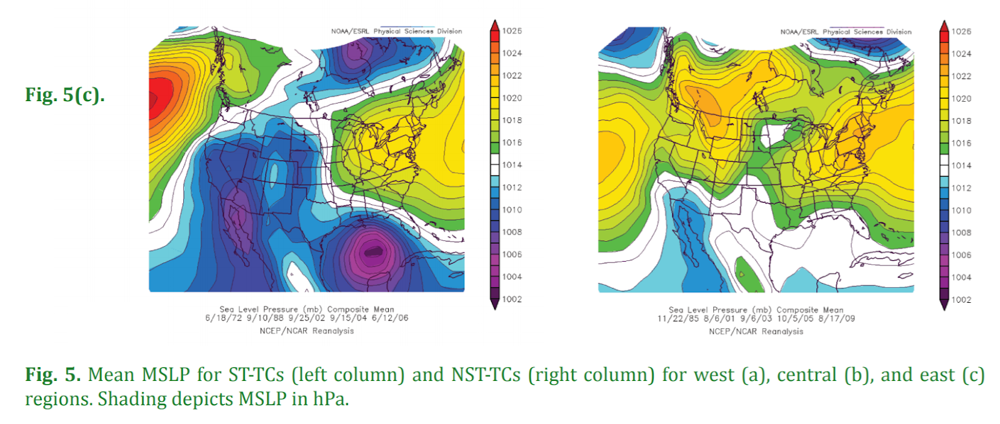 NOAA/ESRL Physical Sciences Division
1026
1024
1022
1020
1018
1016
1014
1012
1010
1008
1006
1004
1002
Sea Level Pressure (mb) Composite Mean
6/18/72 9/10/88 9/25/02 9/15/04 6/12/06
NCEP/NCAR Reanalysis
NOAA/ESRL Physical Sciences Division
1026
1024
1022
1020
1018
1016
1014
1012
1010
1008
1006
1004
1002
Sea Level Pressure (mb) Composite Mean
11/22/85 8/6/01 9/6/03 10/5/05 8/17/09
NCEP/NCAR Reanalysis
Fig. 5(c).
Fig. 5. Mean MSLP for ST-TCs (left column) and NST-TCs (right column) for west (a), central (b), and east (c)
regions. Shading depicts MSLP in hPa.